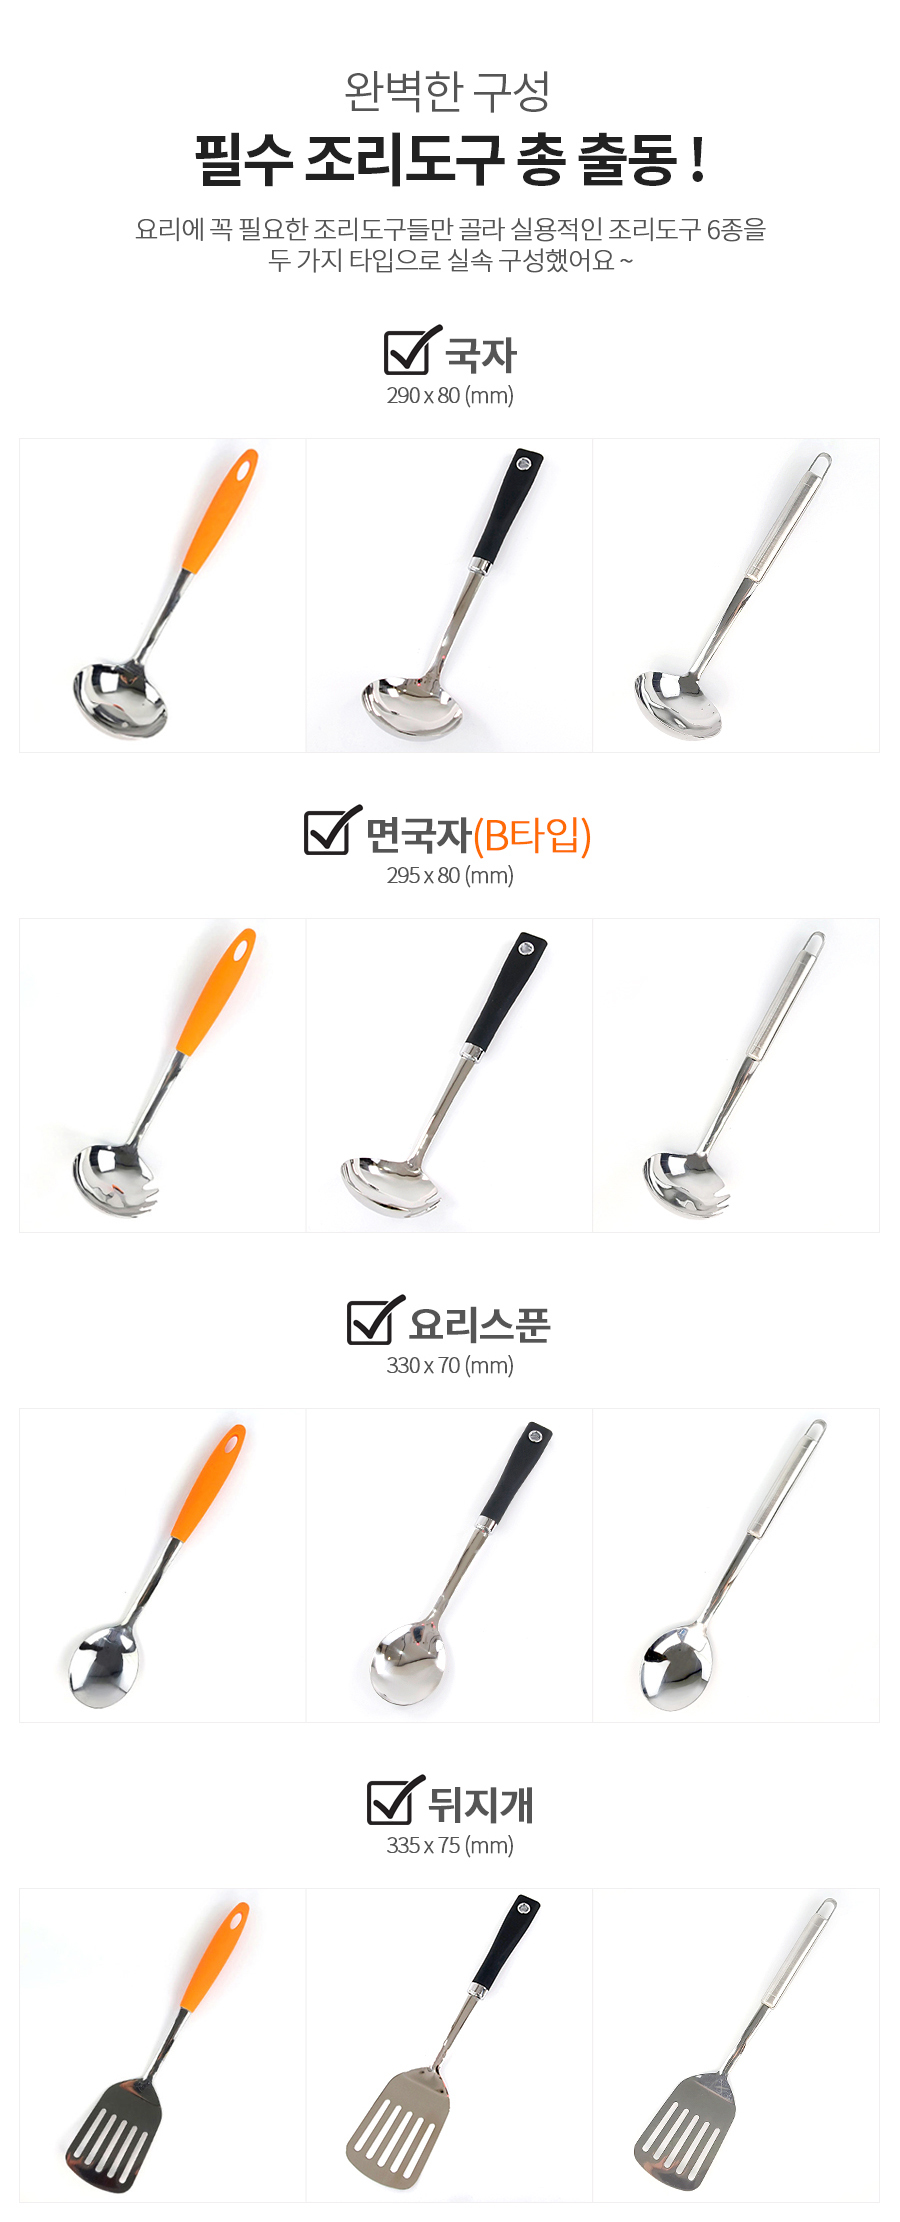 완벽한 구성
필수 조리도구 총 출동 !
요리에 꼭 필요한 조리도구들만 골라 실용적인 조리도구 6종을
두 가지 타입으로 실속 구성했어요 ~
국자
290 x 80 (mm)
면국자(B타입)
295 x 80 (mm)
요리스푼
330 x 70 (mm)
뒤지개
335 x 75 (mm)